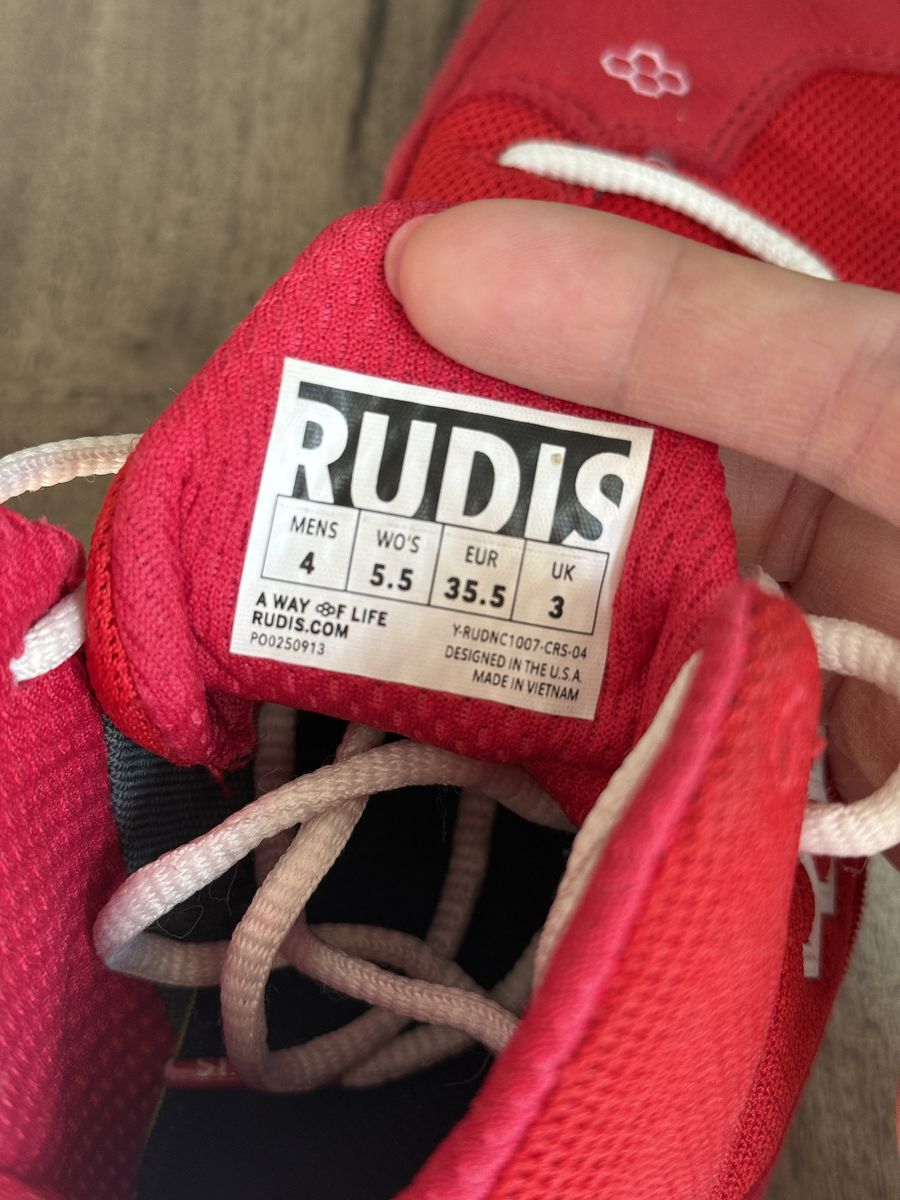 RUDIS
MENS WO'S EUR UK
4 5.5 35.5 3
A WAY OF LIFE
RUDIS.COM
PO0250913
Y-RUDNC1007-CRS-04
DESIGNED IN THE U.S.A.
MADE IN VIETNAM